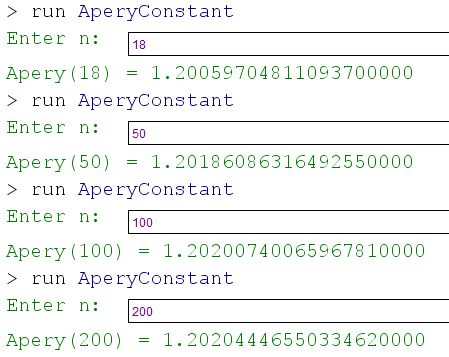 > run AperyConstant
Enter n: 18
Apery(18) = 1.20059704811093700000
> run AperyConstant
Enter n: 50
Apery(50) = 1.20186086316492550000
> run AperyConstant
Enter n: 100
Apery(100) = 1.20200740065967810000
> run AperyConstant
Enter n: 200
Apery(200) = 1.20204446550334620000